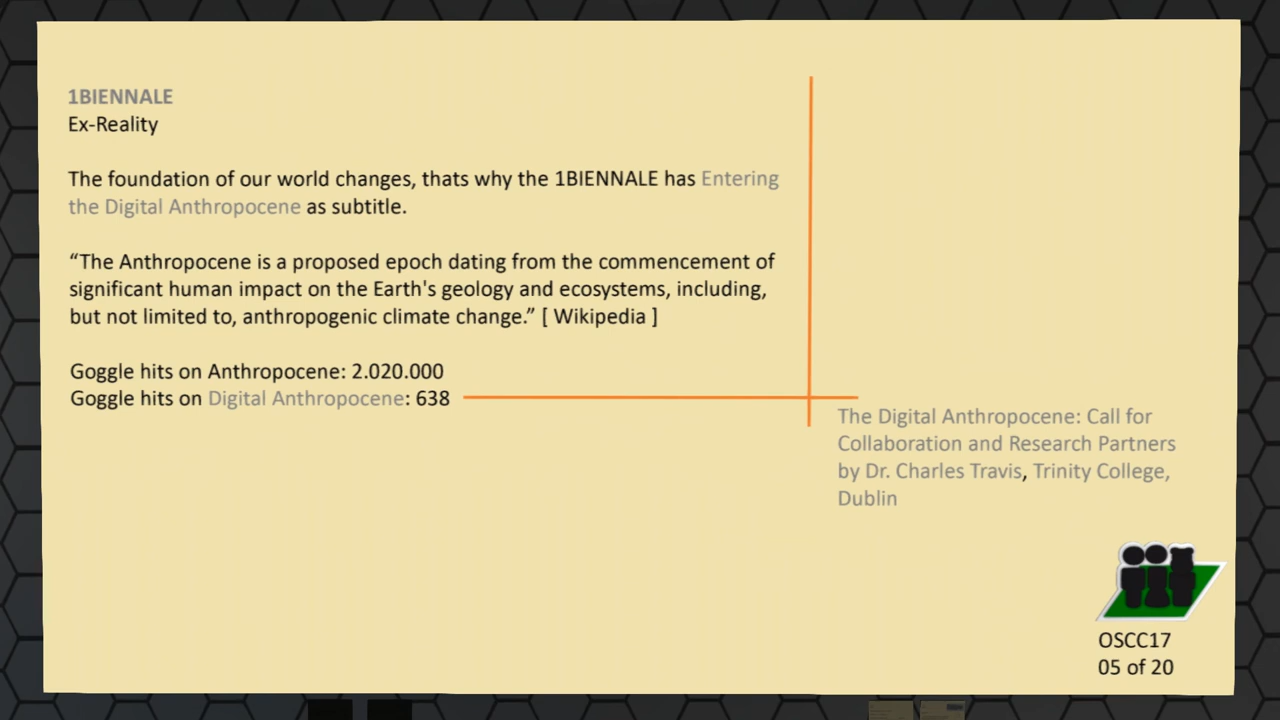 1BIENNALE
Ex-Reality
The foundation of our world changes, thats why the 1BIENNALE has Entering
the Digital Anthropocene as subtitle.
“The Anthropocene is a proposed epoch dating from the commencement of
significant human impact on the Earth's geology and ecosystems, including,
but not limited to, anthropogenic climate change.” [ Wikipedia ]
Goggle hits on Anthropocene: 2.020.000
Goggle hits on Digital Anthropocene: 638
The Digital Anthropocene: Call for
Collaboration and Research Partners
by Dr. Charles Travis, Trinity College,
Dublin
OSCC17
05 of 20